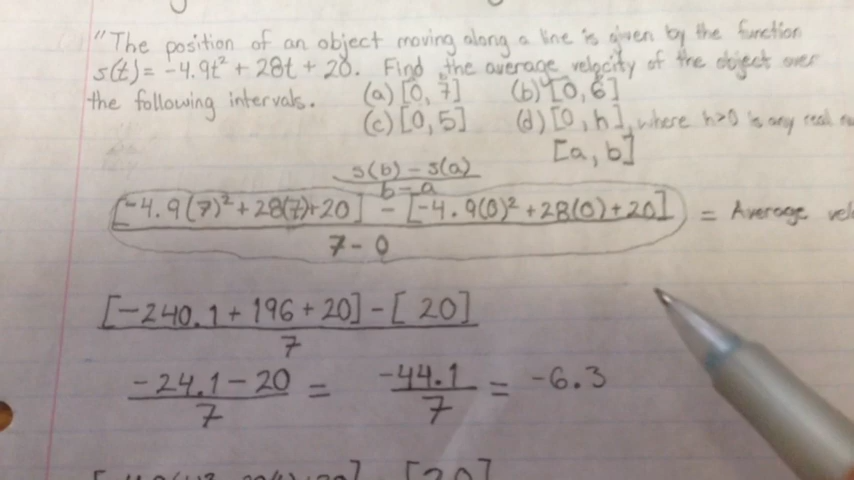 "The position of an object moving along a line is given by the function
s(t) = -4.9t² + 28t + 20. Find the average velocity of the object over
the following intervals. (a) [0, 7] (b) [0, 6]
(c) [0, 5] (d) [0, h], where h>0 is any real
[a, b]
s(b) - s(a)
b - a
[-4.9(7)² + 28(7)+20] - [-4.9(0)² + 28(0)+20] = Average
7 - 0
[-240.1 + 196 + 20] - [20]
7
-24.1 - 20 = -44.1 = -6.3
7 7
[20]